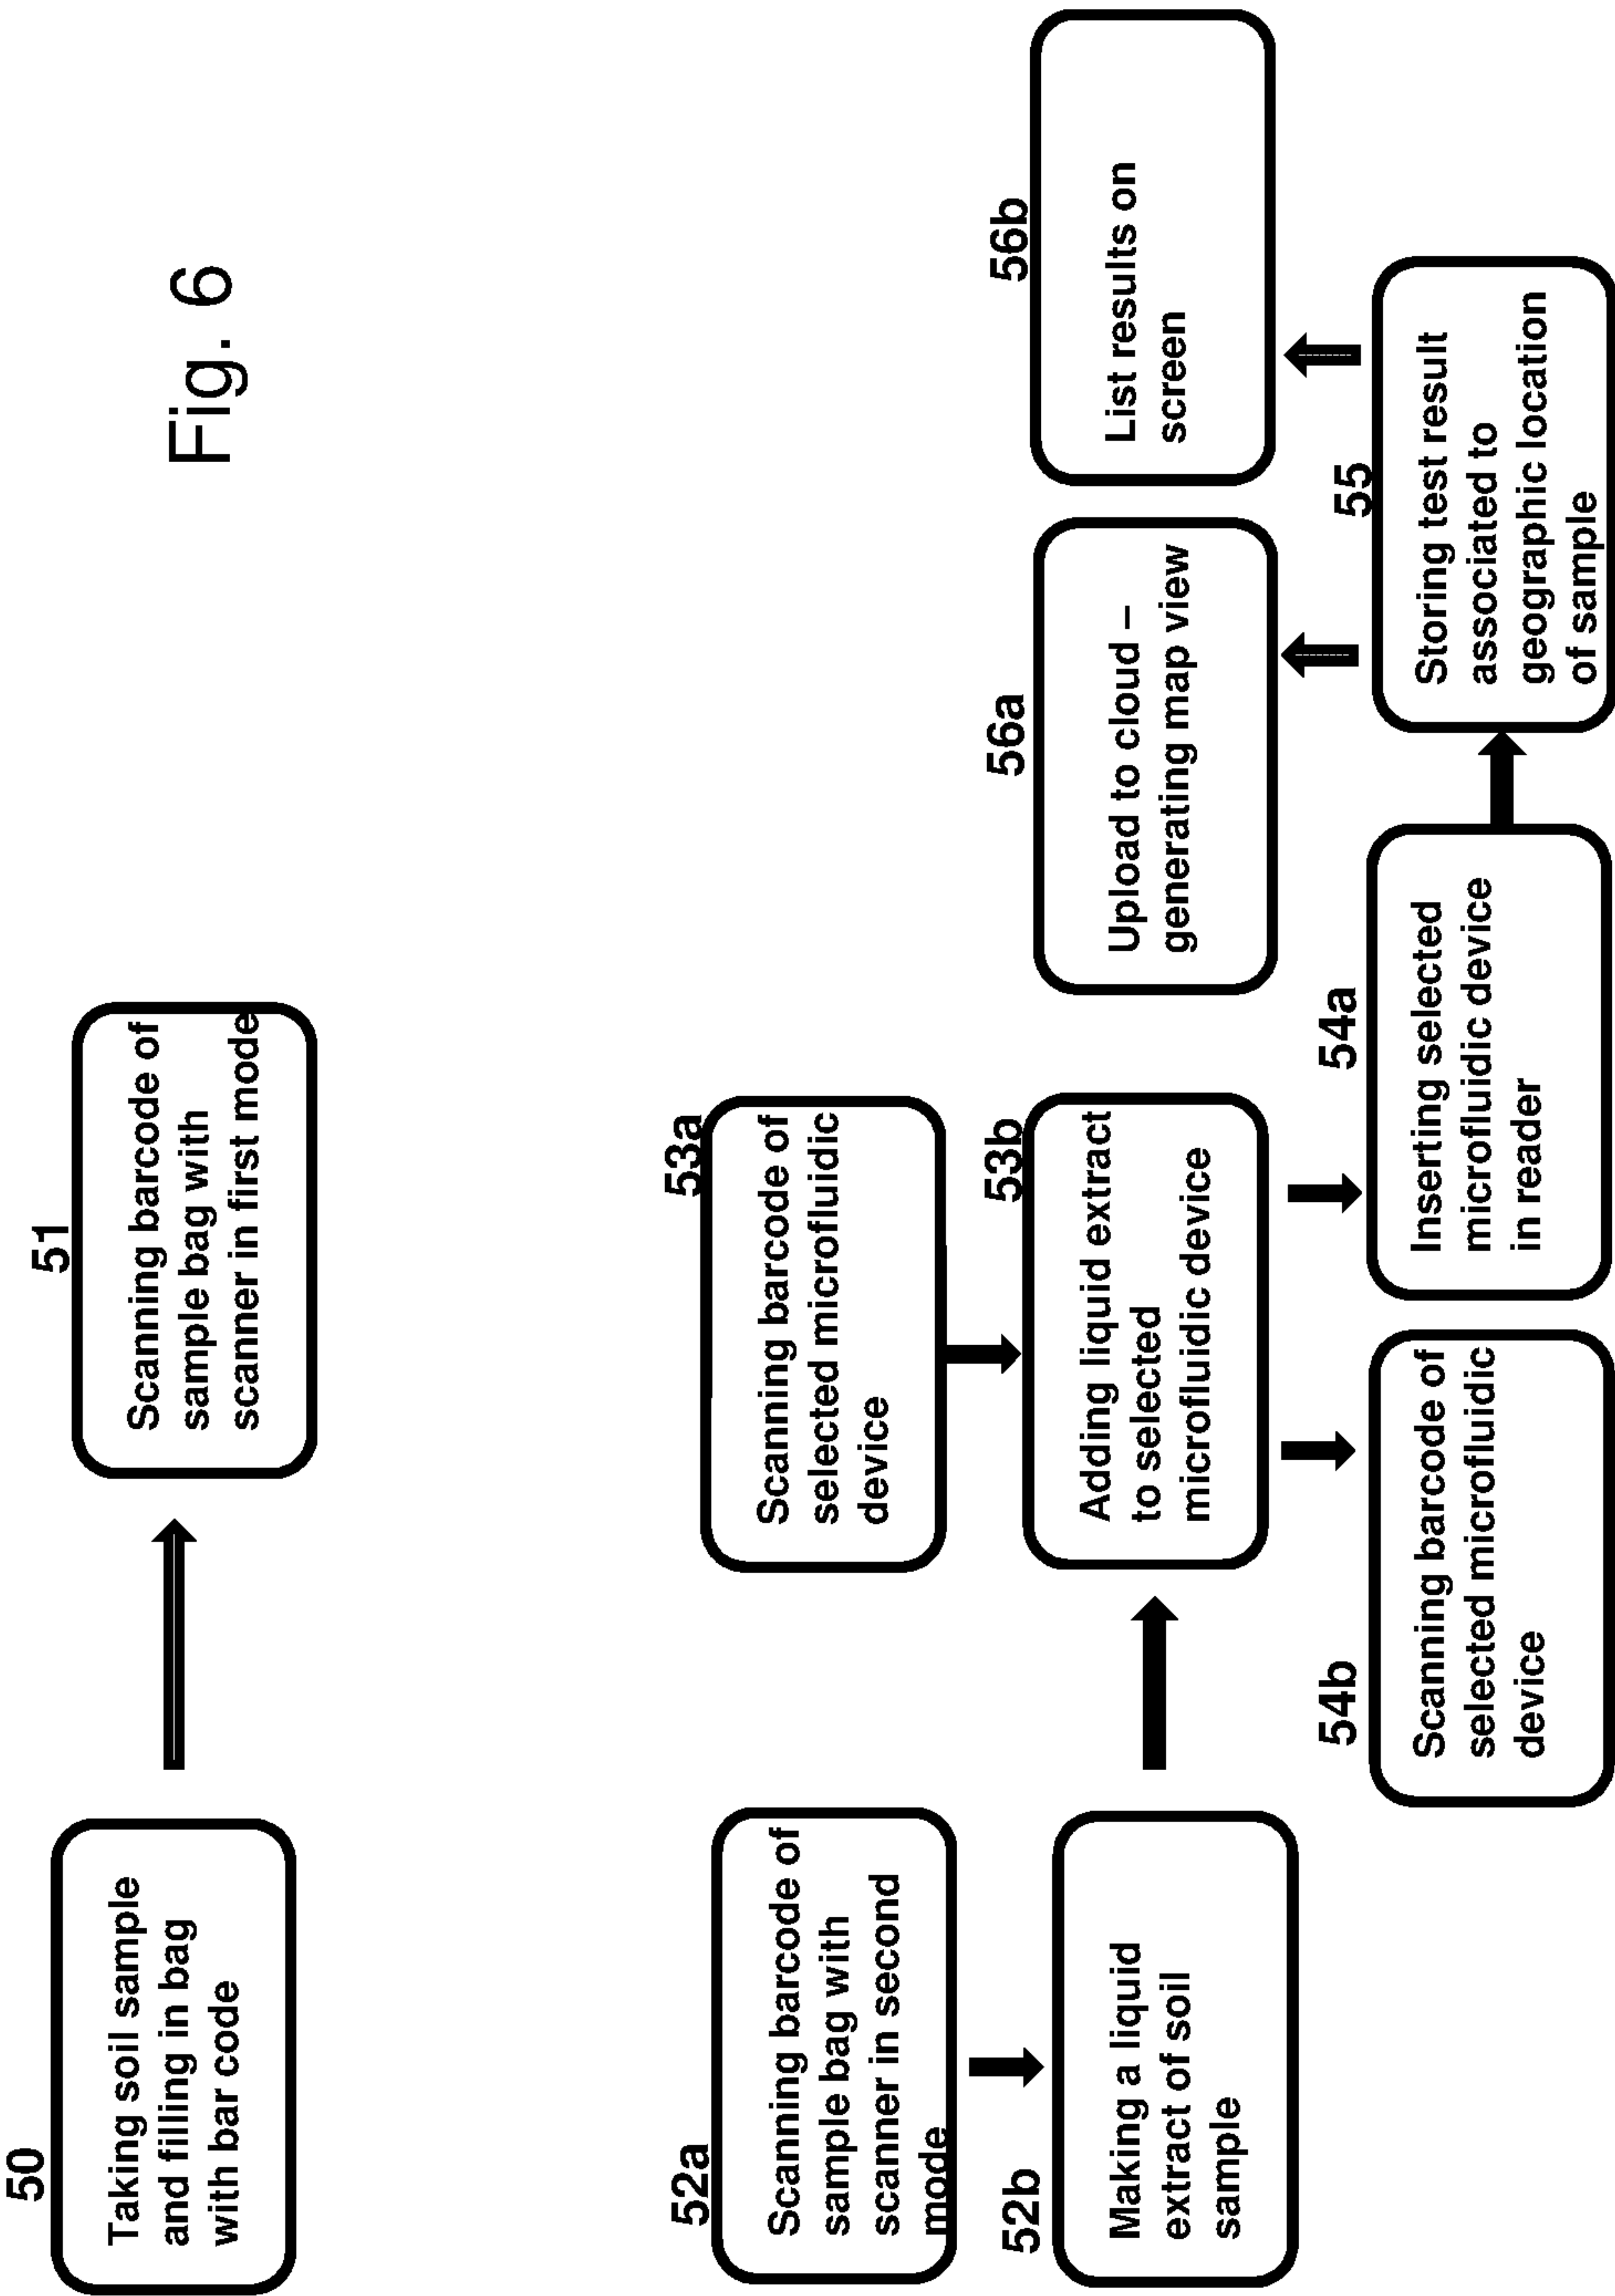 Fig. 6
50
Taking soil sample
and filling in bag
with bar code
51
Scanning barcode of
sample bag with
scanner in first mode
52a
Scanning barcode of
sample bag with
scanner in second
mode
52b
Making a liquid
extract of soil
sample
53a
Scanning barcode of
selected microfluidic
device
53b
Adding liquid extract
to selected
microfluidic device
54b
Scanning barcode of
selected microfluidic
device
54a
Inserting selected
microfluidic device
in reader
55
Storing test result
associated to
geographic location
of sample
56a
Upload to cloud –
generating map view
56b
List results on
screen